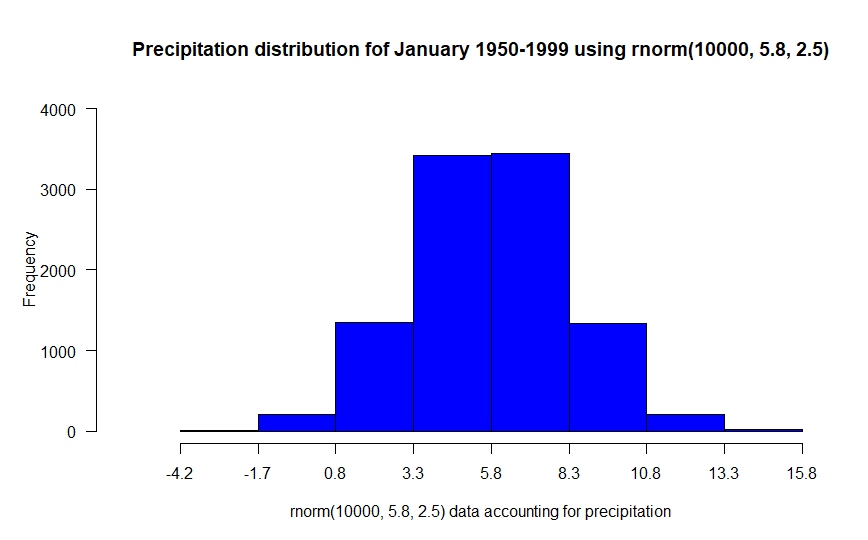 Precipitation distribution fof January 1950-1999 using rnorm(10000, 5.8, 2.5)
Frequency
4000
3000
2000
1000
0
-4.2 -1.7 0.8 3.3 5.8 8.3 10.8 13.3 15.8
rnorm(10000, 5.8, 2.5) data accounting for precipitation